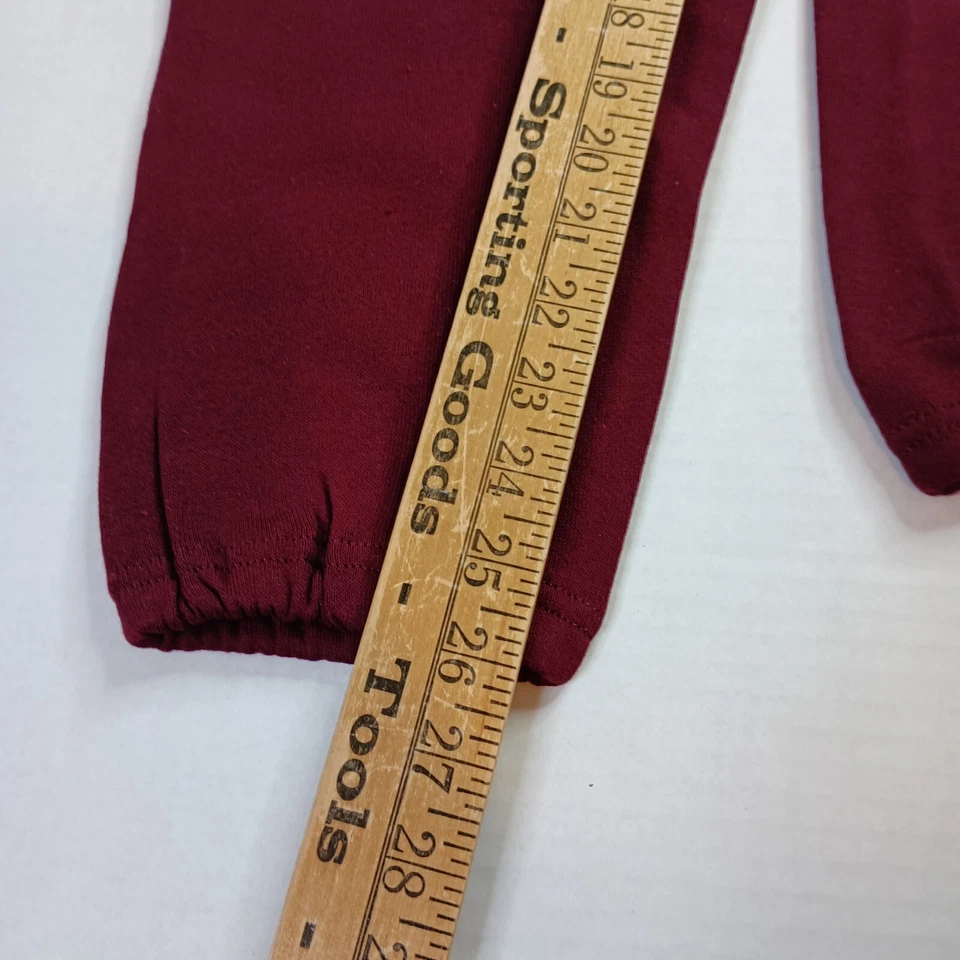 - Sporting Goods - Tools -
18 19 20 21 22 23 24 25 26 27 28